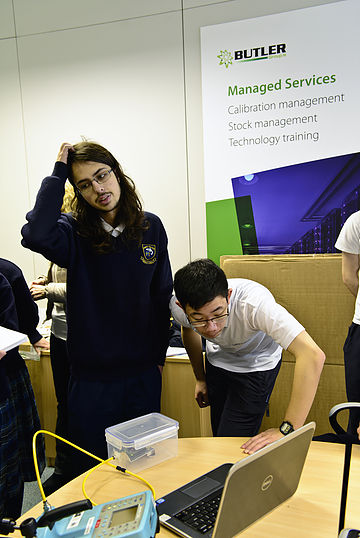 BUTLER
Managed Services
Calibration management
Stock management
Technology training
DELL